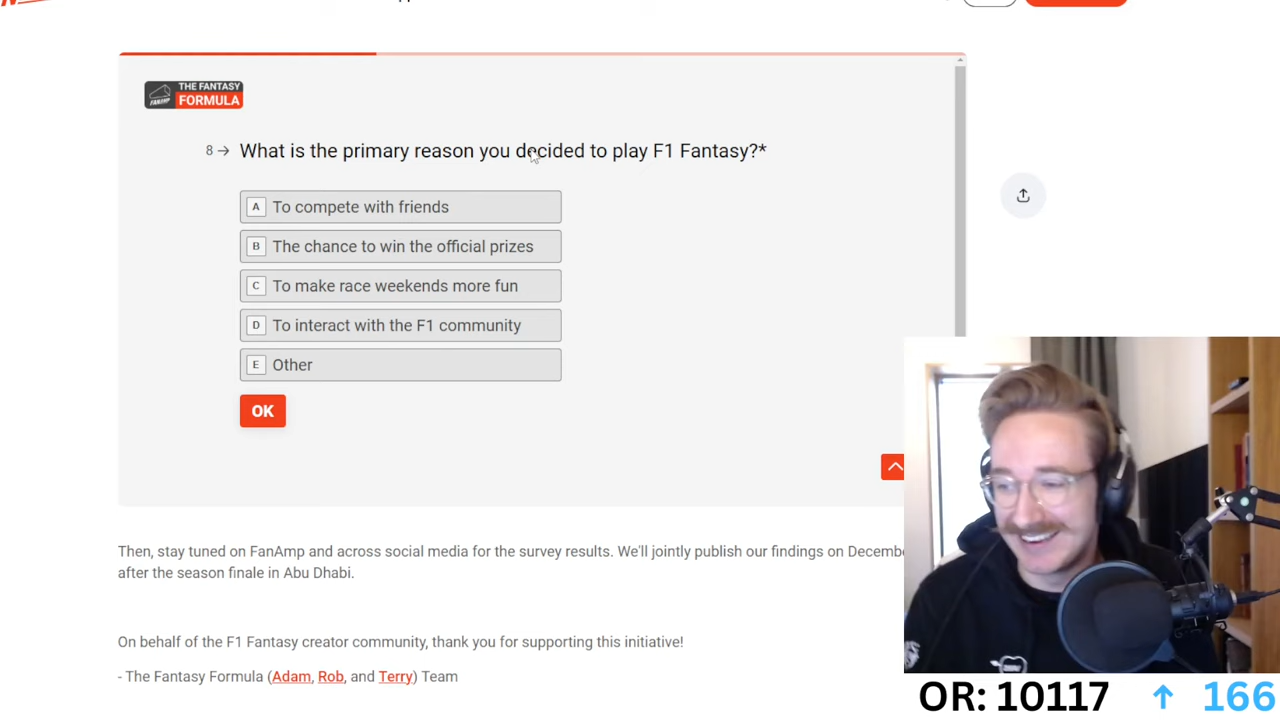 THE FANTASY
FANAMP
FORMULA
8 → What is the primary reason you decided to play F1 Fantasy?*
A To compete with friends
B The chance to win the official prizes
C To make race weekends more fun
D To interact with the F1 community
E Other
OK
Then, stay tuned on FanAmp and across social media for the survey results. We'll jointly publish our findings on Decembe
after the season finale in Abu Dhabi.
On behalf of the F1 Fantasy creator community, thank you for supporting this initiative!
- The Fantasy Formula (Adam, Rob, and Terry) Team
OR: 10117 ↑ 166